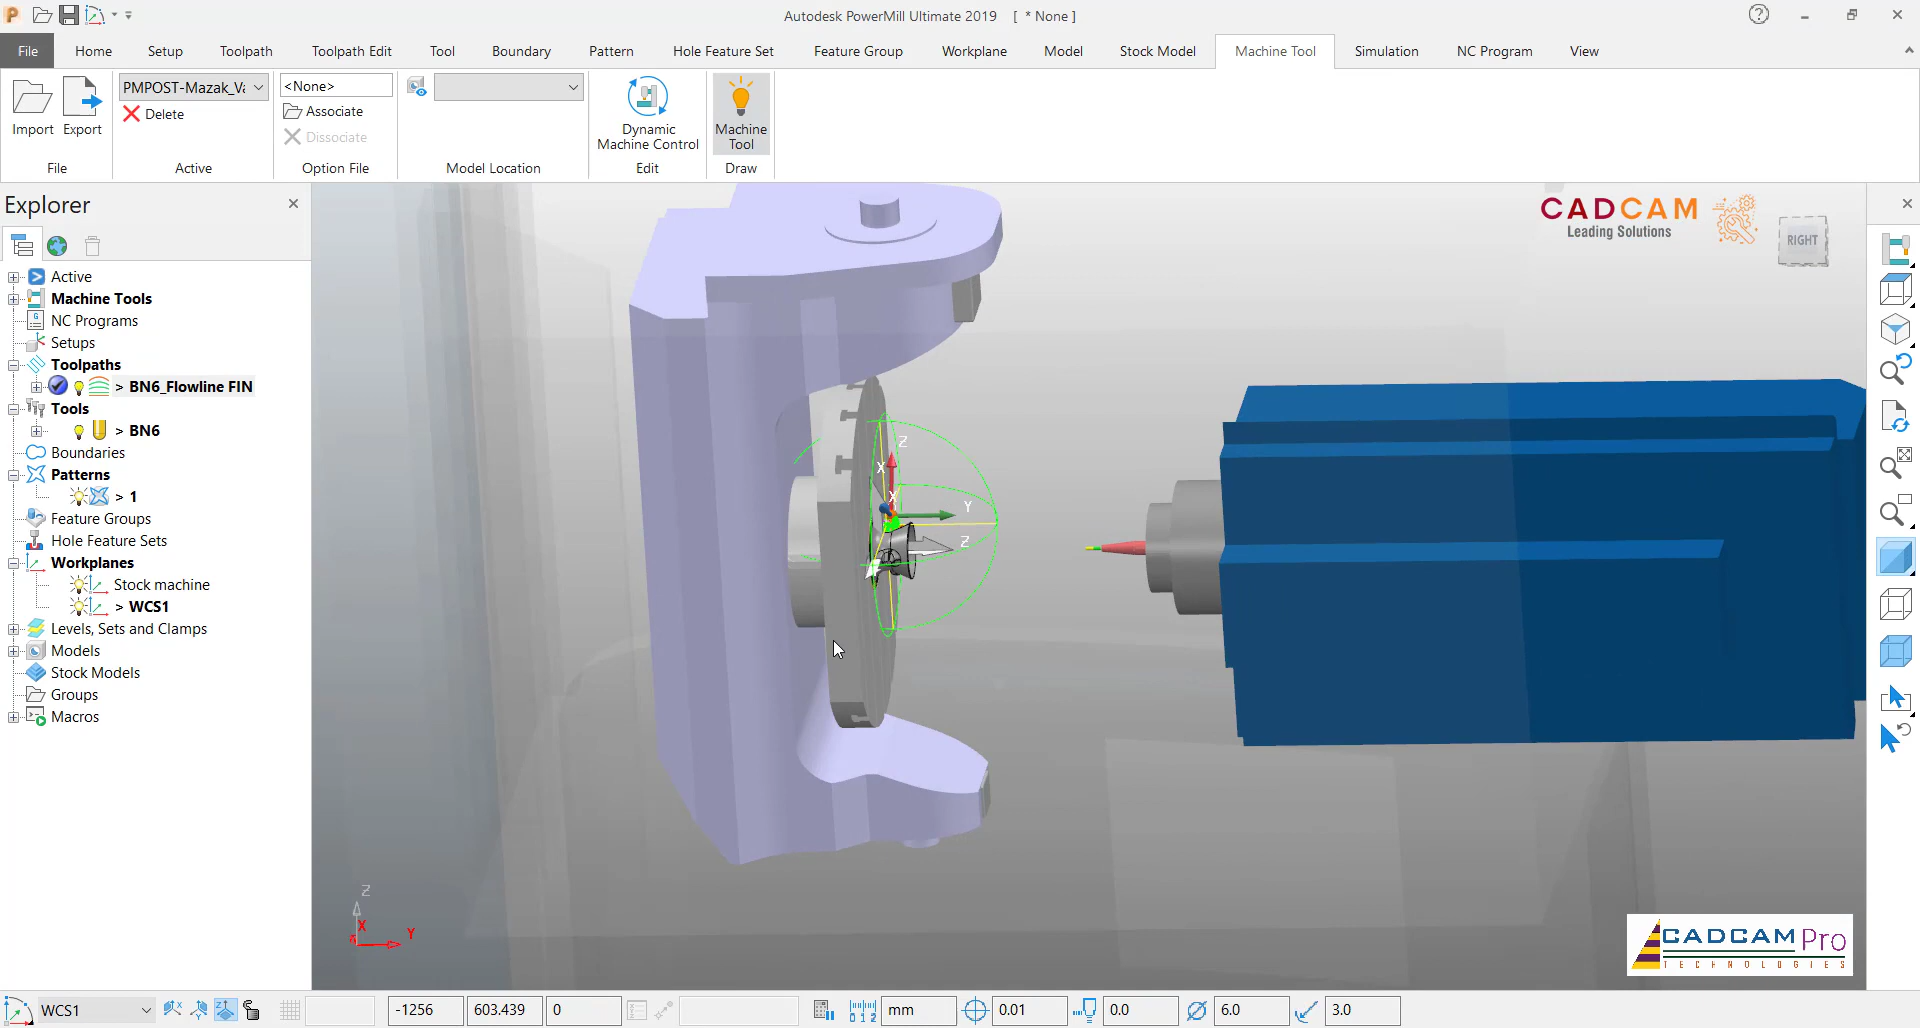 Autodesk PowerMill Ultimate 2019 [ * None ]
File Home Setup Toolpath Toolpath Edit Tool Boundary Pattern Hole Feature Set Feature Group Workplane Model Stock Model Machine Tool Simulation NC Program View
Import
Export
File
PMPOST-Mazak_Va
Delete
Active
<None>
Associate
Dissociate
Option File
Model Location
Dynamic
Machine Control
Edit
Machine
Tool
Draw
Explorer
Active
Machine Tools
NC Programs
Setups
Toolpaths
> BN6_Flowline FIN
Tools
> BN6
Boundaries
Patterns
> 1
Feature Groups
Hole Feature Sets
Workplanes
Stock machine
> WCS1
Levels, Sets and Clamps
Models
Stock Models
Groups
Macros
CADCAM
Leading Solutions
RIGHT
Z
X
X
Y
Z
Z
X
Y
CADCAM Pro
TECHNOLOGIES
WCS1 -1256 603.439 0 mm 0.01 0.0 6.0 3.0